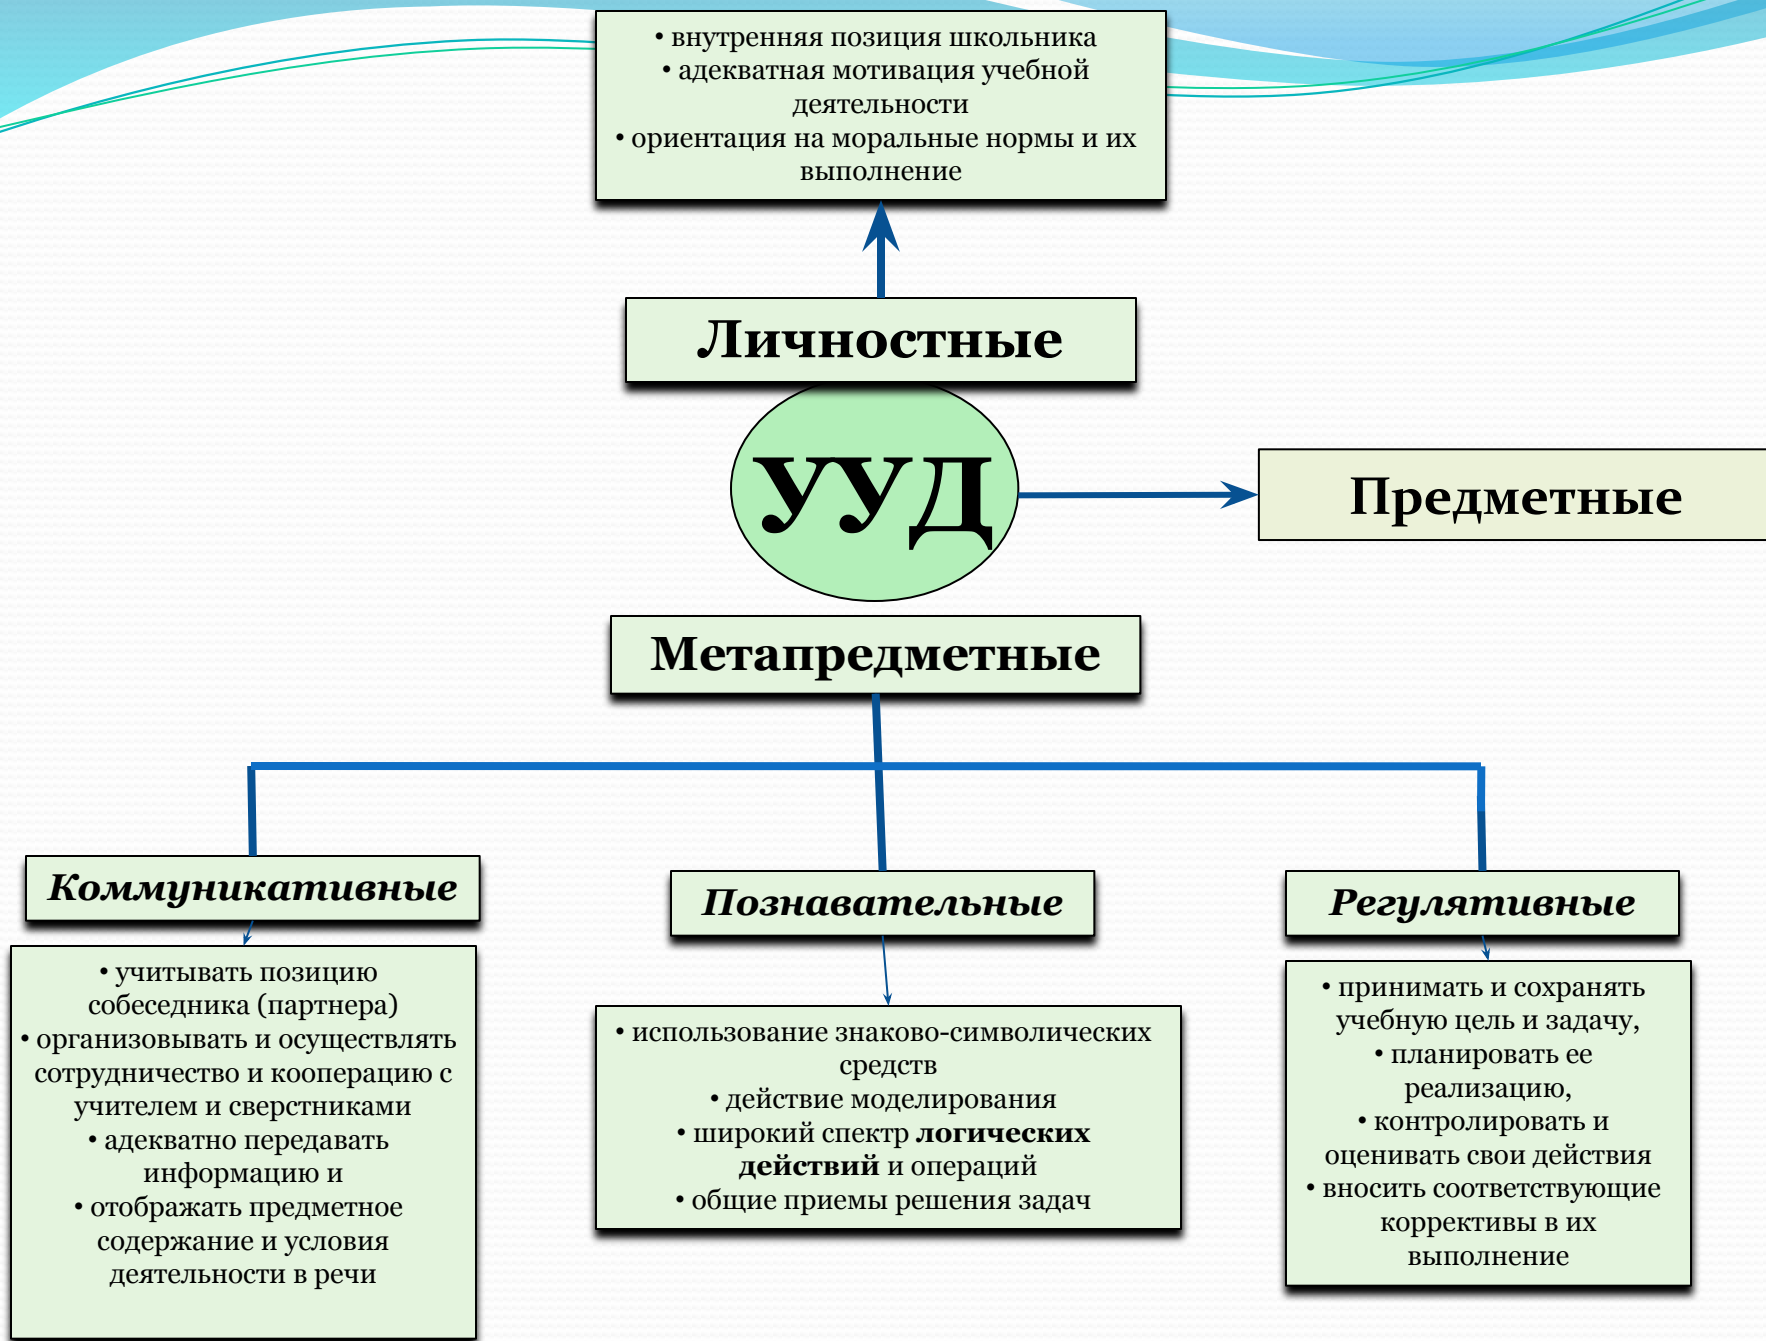 • внутренняя позиция школьника
• адекватная мотивация учебной
деятельности
• ориентация на моральные нормы и их
выполнение
Личностные
УУД
Предметные
Метапредметные
Коммуникативные
• учитывать позицию
собеседника (партнера)
• организовывать и осуществлять
сотрудничество и кооперацию с
учителем и сверстниками
• адекватно передавать
информацию и
• отображать предметное
содержание и условия
деятельности в речи
Познавательные
• использование знаково-символических
средств
• действие моделирования
• широкий спектр логических
действий и операций
• общие приемы решения задач
Регулятивные
• принимать и сохранять
учебную цель и задачу,
• планировать ее
реализацию,
• контролировать и
оценивать свои действия
• вносить соответствующие
коррективы в их
выполнение